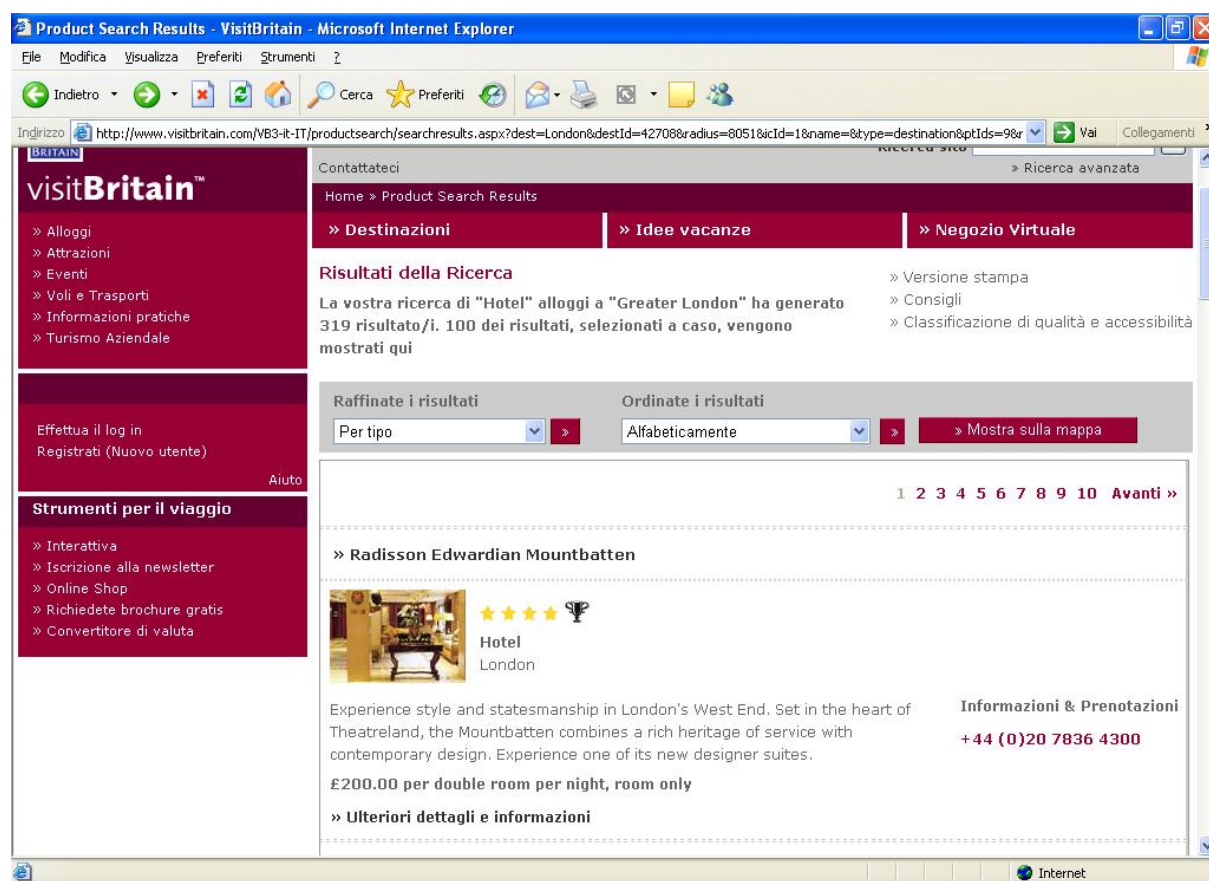 Product Search Results - VisitBritain - Microsoft Internet Explorer
File Modifica Visualizza Preferiti Strumenti ?
Indietro Cerca Preferiti
Indirizzo http://www.visitbritain.com/VB3-it-IT/productsearch/searchresults.aspx?dest=London&destId=42708&radius=8051&icId=1&name=&type=destination&ptIds=98r Vai Collegamenti
BRITAIN
visitBritain™
» Alloggi
» Attrazioni
» Eventi
» Voli e Trasporti
» Informazioni pratiche
» Turismo Aziendale
Effettua il log in
Registrati (Nuovo utente)
Aiuto
Strumenti per il viaggio
» Interattiva
» Iscrizione alla newsletter
» Online Shop
» Richiedete brochure gratis
» Convertitore di valuta
Ricerca sito
Contattateci » Ricerca avanzata
Home » Product Search Results
» Destinazioni » Idee vacanze » Negozio Virtuale
Risultati della Ricerca
La vostra ricerca di "Hotel" alloggi a "Greater London" ha generato
319 risultato/i. 100 dei risultati, selezionati a caso, vengono
mostrati qui
» Versione stampa
» Consigli
» Classificazione di qualità e accessibilità
Raffinate i risultati Ordinate i risultati
Per tipo » Alfabeticamente » » Mostra sulla mappa
1 2 3 4 5 6 7 8 9 10 Avanti »
» Radisson Edwardian Mountbatten
Hotel
London
Experience style and statesmanship in London's West End. Set in the heart of
Theatreland, the Mountbatten combines a rich heritage of service with
contemporary design. Experience one of its new designer suites.
£200.00 per double room per night, room only
» Ulteriori dettagli e informazioni
Informazioni & Prenotazioni
+44 (0)20 7836 4300
Internet